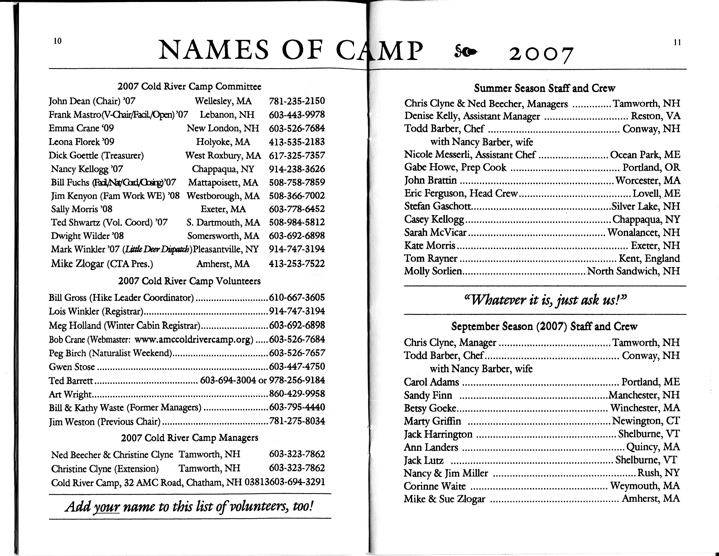 10
NAMES OF CAMP 2007
11
2007 Cold River Camp Committee
John Dean (Chair) '07 Wellesley, MA 781-235-2150
Frank Mastro(V-Chair/Facil./Open) '07 Lebanon, NH 603-443-9978
Emma Crane '09 New London, NH 603-526-7684
Leona Florek '09 Holyoke, MA 413-535-2183
Dick Goettle (Treasurer) West Roxbury, MA 617-325-7357
Nancy Kellogg '07 Chappaqua, NY 914-238-3626
Bill Fuchs (Facil./Nat/Gard./Closing)'07 Mattapoisett, MA 508-758-7859
Jim Kenyon (Fam Work WE) '08 Westborough, MA 508-366-7002
Sally Morris '08 Exeter, MA 603-778-6452
Ted Shwartz (Vol. Coord) '07 S. Dartmouth, MA 508-984-5812
Dwight Wilder '08 Somersworth, MA 603-692-6898
Mark Winkler '07 (Little Deer Dispatch)Pleasantville, NY 914-747-3194
Mike Zlogar (CTA Pres.) Amherst, MA 413-253-7522
2007 Cold River Camp Volunteers
Bill Gross (Hike Leader Coordinator) ..........................610-667-3605
Lois Winkler (Registrar)............................................914-747-3194
Meg Holland (Winter Cabin Registrar)........................603-692-6898
Bob Crane (Webmaster: www.amccoldrivercamp.org) .....603-526-7684
Peg Birch (Naturalist Weekend)..................................603-526-7657
Gwen Stose ............................................................603-447-4750
Ted Barrett................................... 603-694-3004 or 978-256-9184
Art Wright..............................................................860-429-9958
Bill & Kathy Waste (Former Managers) .......................603-795-4440
Jim Weston (Previous Chair) ......................................781-275-8034
2007 Cold River Camp Managers
Ned Beecher & Christine Clyne Tamworth, NH 603-323-7862
Christine Clyne (Extension) Tamworth, NH 603-323-7862
Cold River Camp, 32 AMC Road, Chatham, NH 03813603-694-3291
Add your name to this list of volunteers, too!
Summer Season Staff and Crew
Chris Clyne & Ned Beecher, Managers ..............Tamworth, NH
Denise Kelly, Assistant Manager ............................ Reston, VA
Todd Barber, Chef ............................................. Conway, NH
with Nancy Barber, wife
Nicole Messerli, Assistant Chef ........................Ocean Park, ME
Gabe Howe, Prep Cook ...................................... Portland, OR
John Brattin ....................................................Worcester, MA
Eric Ferguson, Head Crew.....................................Lovell, ME
Stefan Gaschott..............................................Silver Lake, NH
Casey Kellogg................................................Chappaqua, NY
Sarah McVicar..............................................Wonalancet, NH
Kate Morris........................................................ Exeter, NH
Tom Rayner .................................................. Kent, England
Molly Sorlien..........................................North Sandwich, NH
"Whatever it is, just ask us!"
September Season (2007) Staff and Crew
Chris Clyne, Manager ......................................Tamworth, NH
Todd Barber, Chef............................................. Conway, NH
with Nancy Barber, wife
Carol Adams .................................................... Portland, ME
Sandy Finn ..................................................Manchester, NH
Betsy Goeke...................................................Winchester, MA
Marty Griffin ................................................Newington, CT
Jack Harrington ..............................................Shelburne, VT
Ann Landers ......................................................Quincy, MA
Jack Lutz .....................................................Shelburne, VT
Nancy & Jim Miller ...............................................Rush, NY
Corinne Waite ................................................Weymouth, MA
Mike & Sue Zlogar ...........................................Amherst, MA